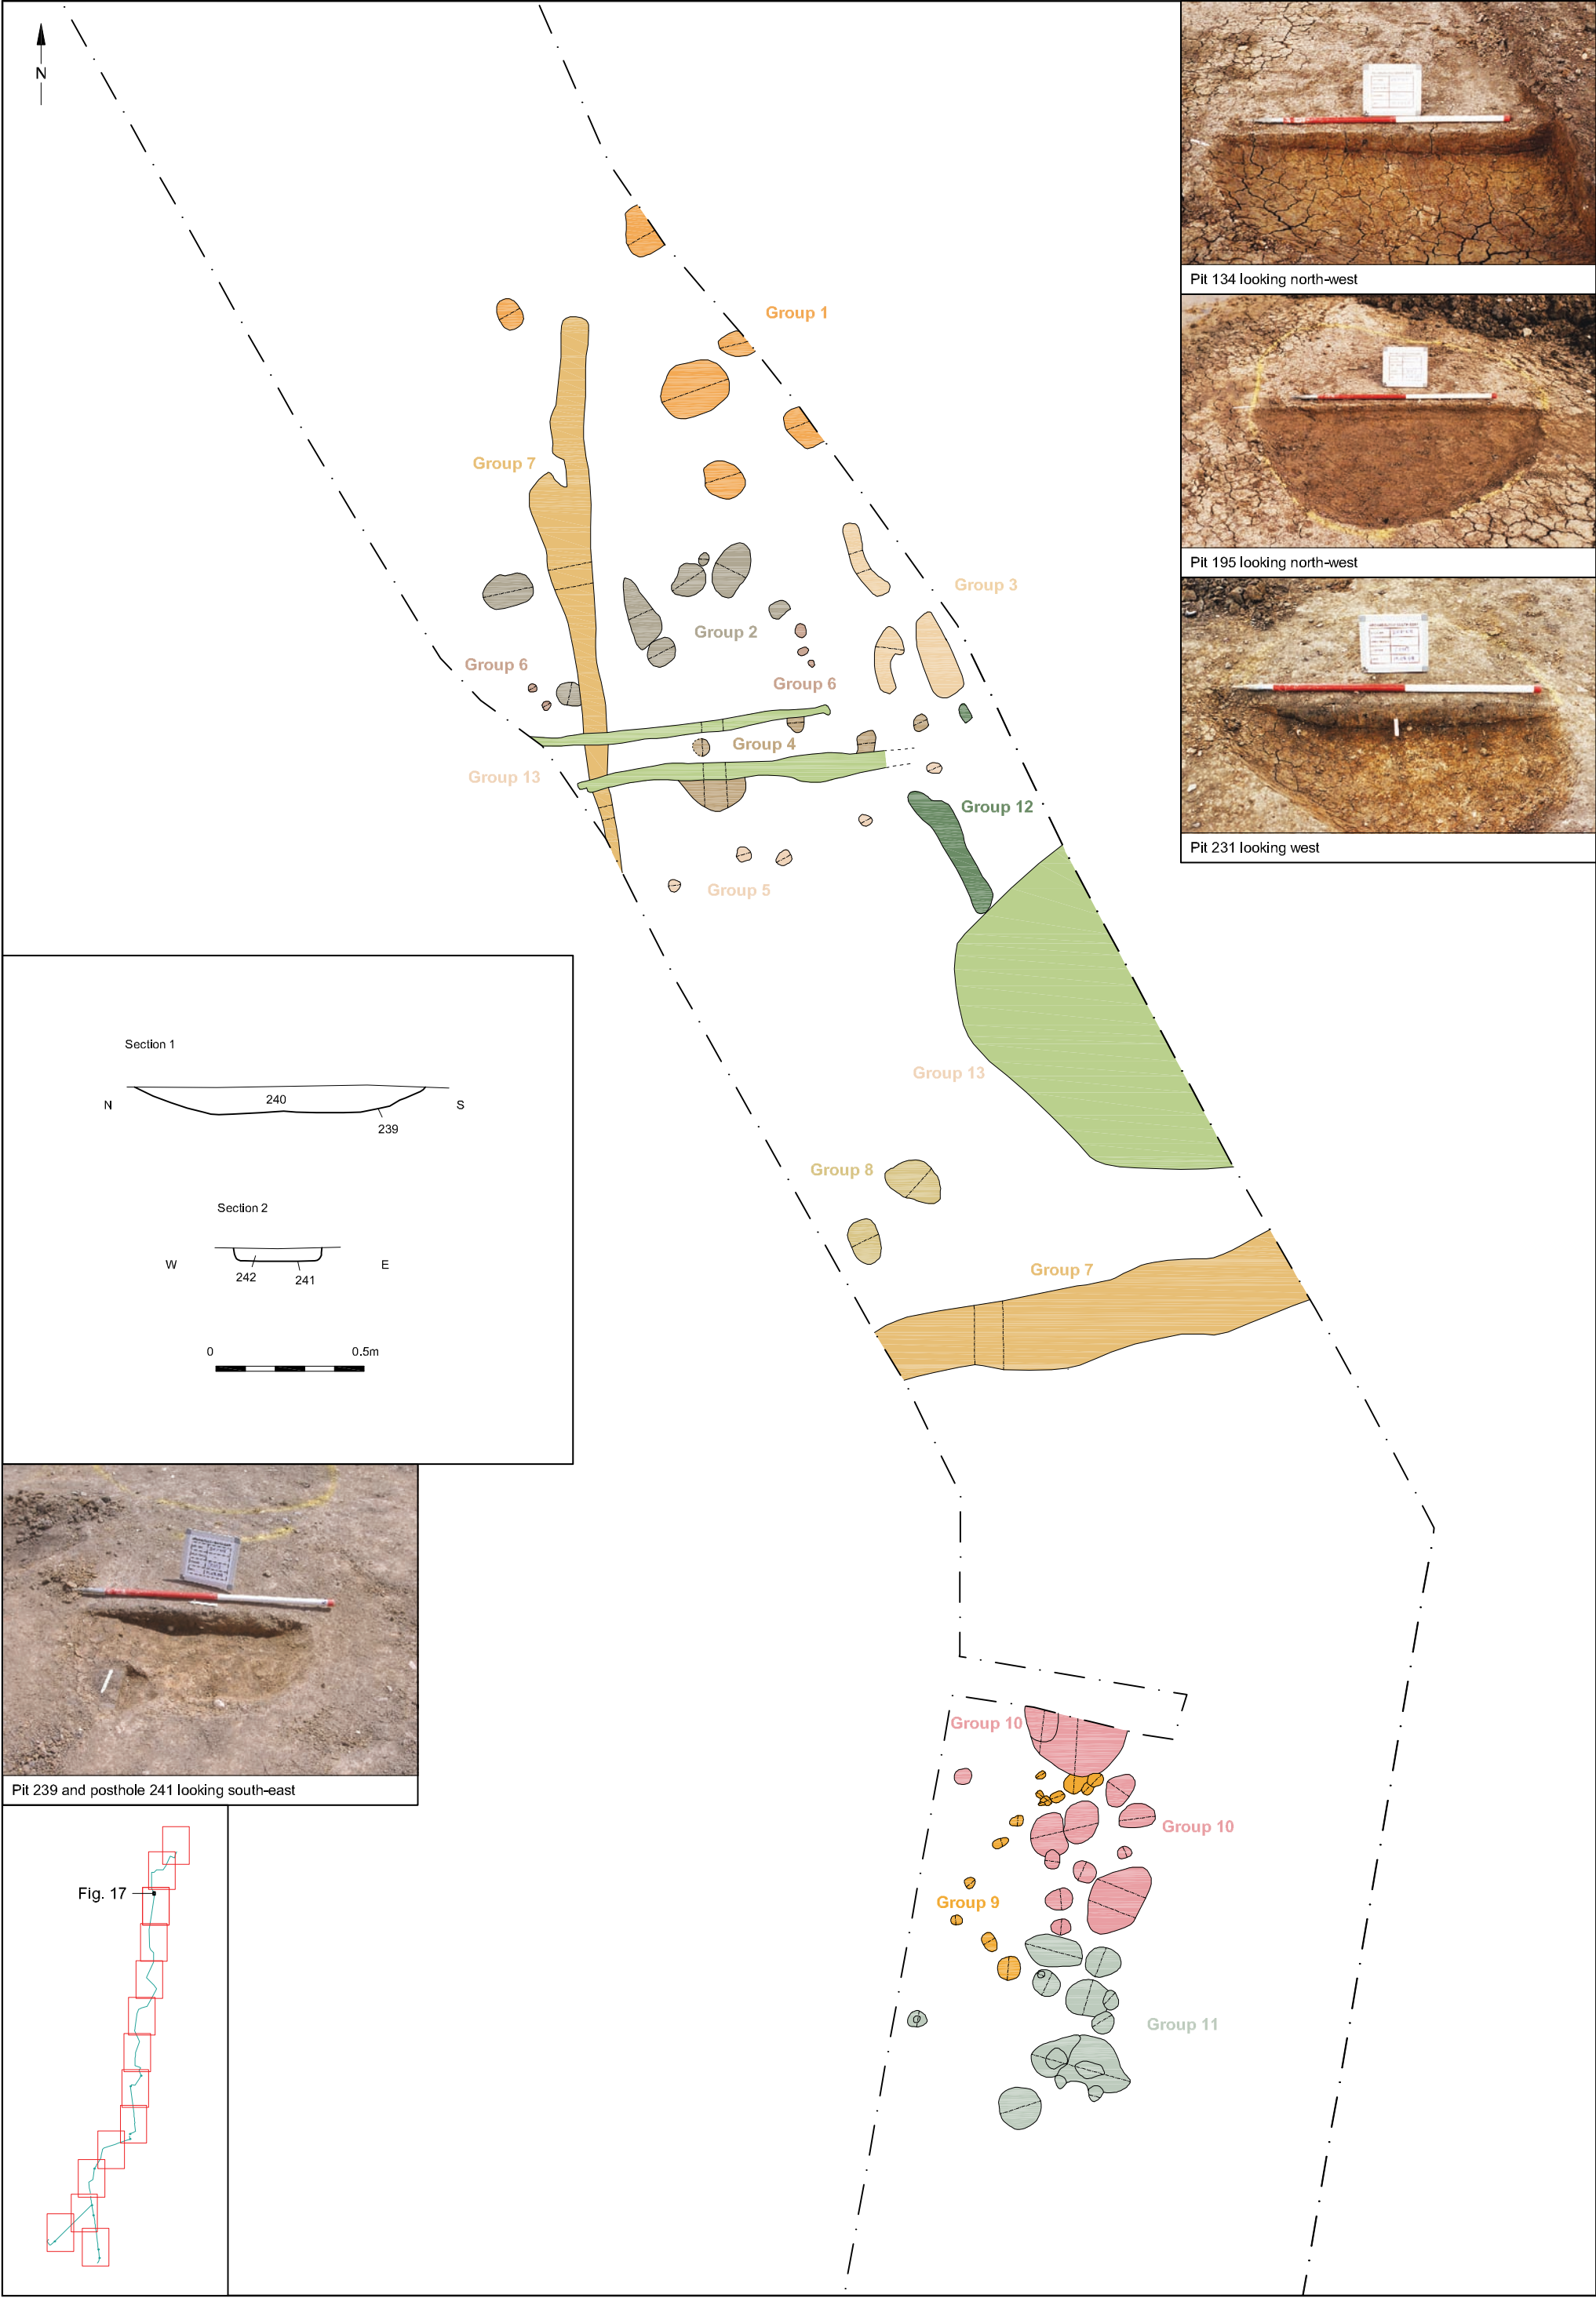 N
Group 1
Pit 134 looking north-west
Group 7
Pit 195 looking north-west
Group 3
Group 2
Group 6
Group 6
Group 4
Group 13
Group 12
Pit 231 looking west
Group 5
Section 1
240
N
S
239
Group 13
Group 8
Section 2
W
E
242
241
Group 7
0
0.5m
Group 10
Pit 239 and posthole 241 looking south-east
Group 10
Fig. 17
Group 9
Group 11